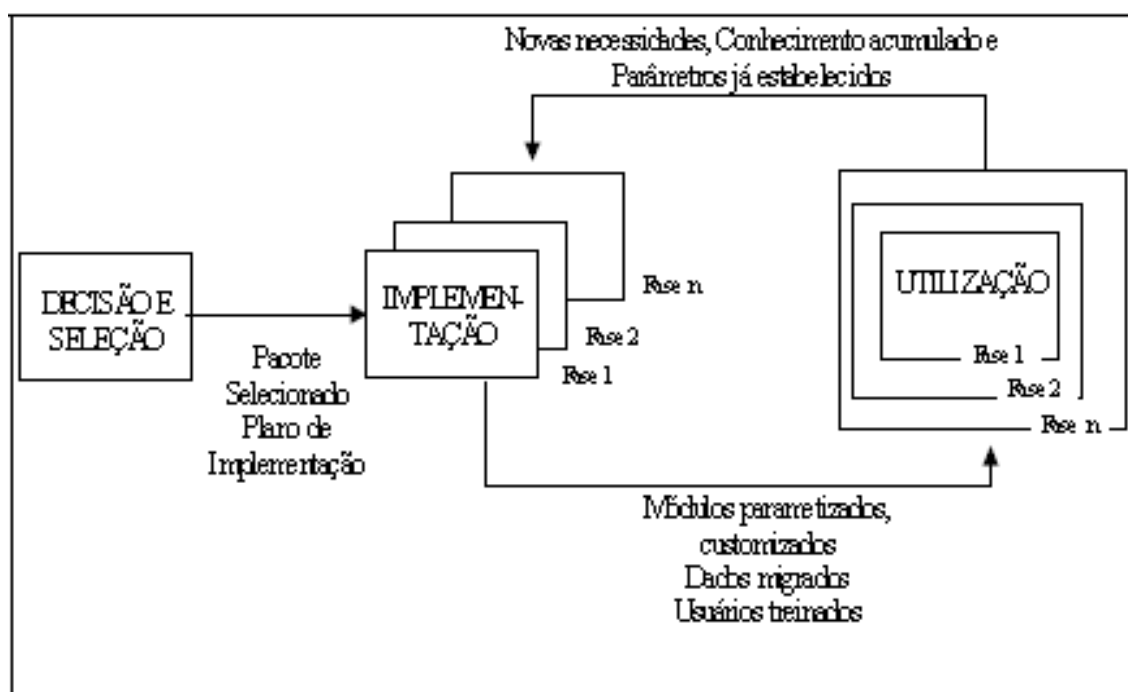 Novas necessidades, Conhecimento acumulado e
Parâmetros já estabelecidos
DECISÃO E
SELEÇÃO
IMPLEMEN-
TAÇÃO
Fase n
Fase 2
Fase 1
UTILIZAÇÃO
Fase 1
Fase 2
Fase n
Pacote
Selecionado
Plano de
Implementação
Módulos parametizados,
customizados
Dados migrados
Usuários treinados